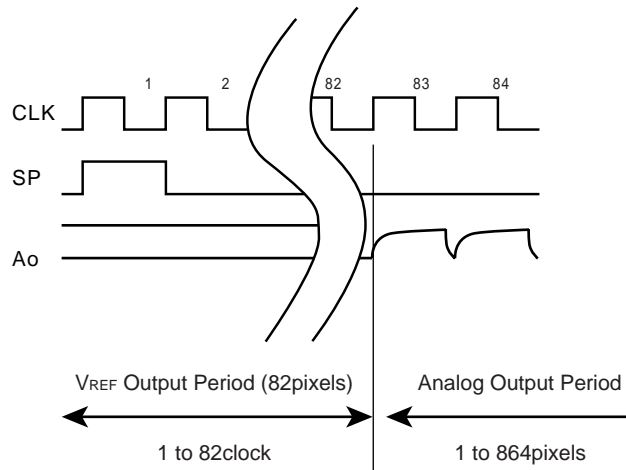 1 2 82 83 84
CLK
SP
Ao
VREF Output Period (82pixels) Analog Output Period
1 to 82clock 1 to 864pixels